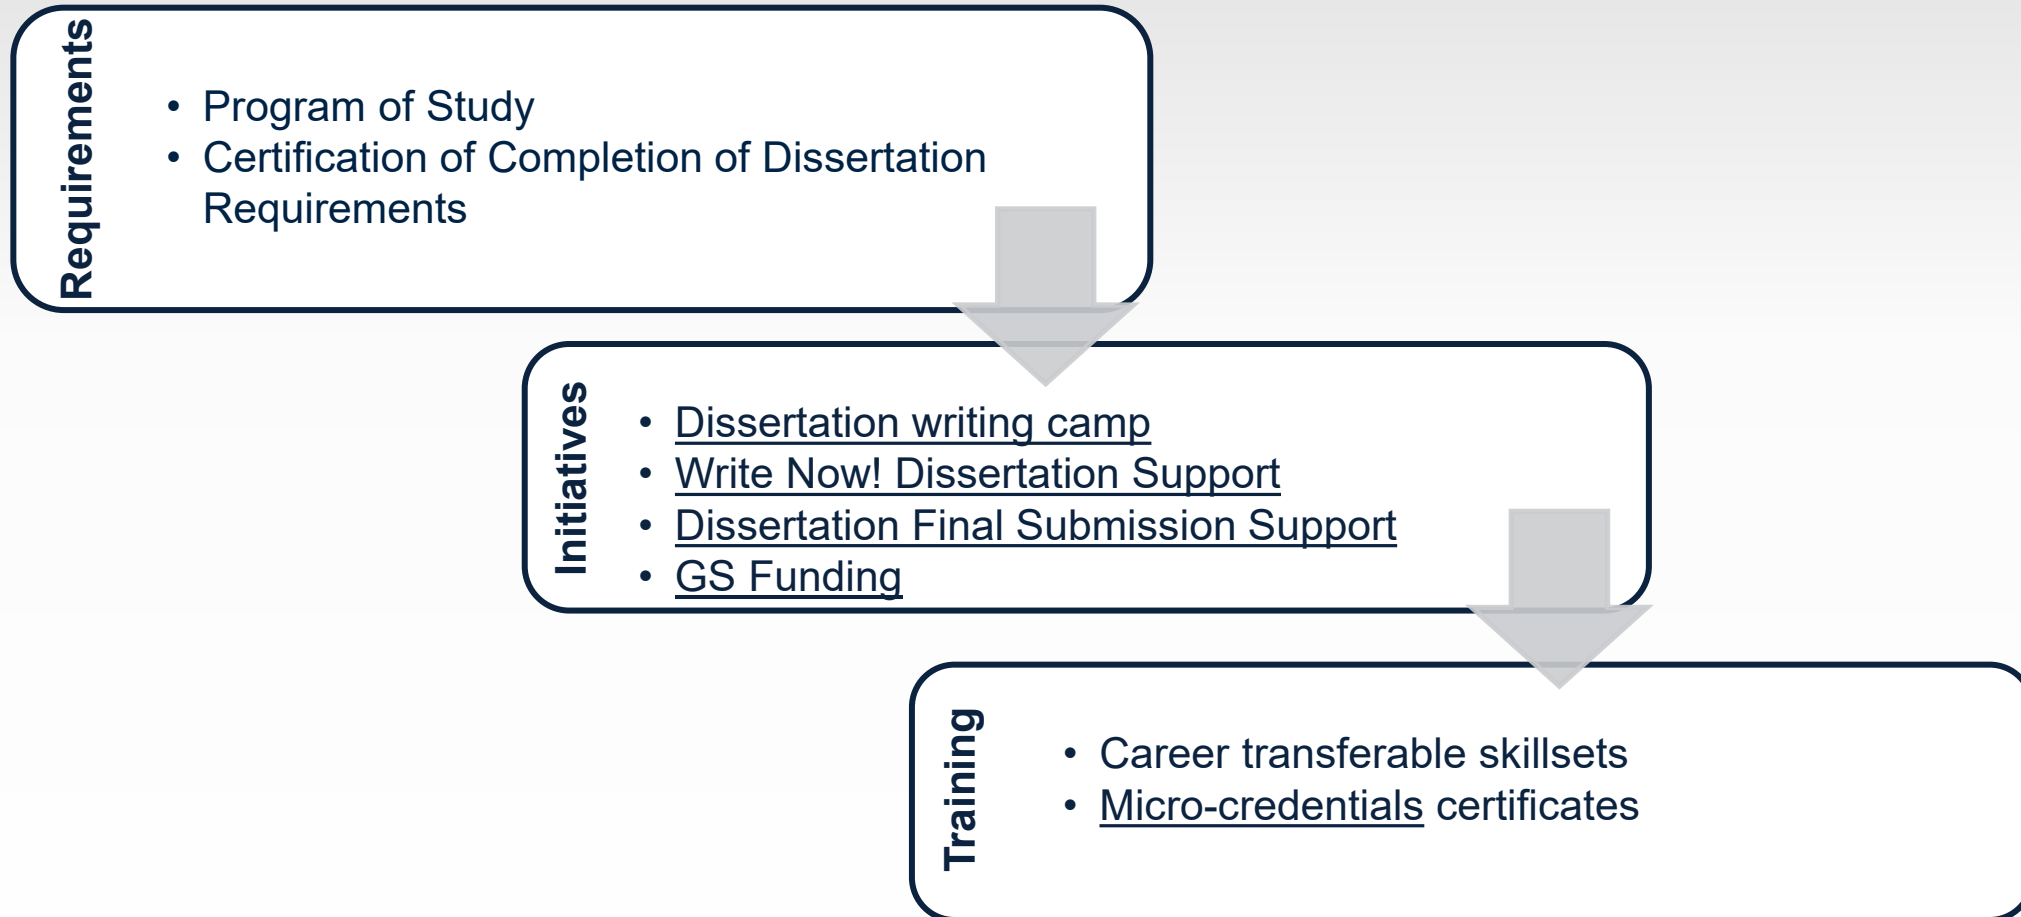 Requirements
• Program of Study
• Certification of Completion of Dissertation
Requirements
Initiatives
• Dissertation writing camp
• Write Now! Dissertation Support
• Dissertation Final Submission Support
• GS Funding
Training
• Career transferable skillsets
• Micro-credentials certificates